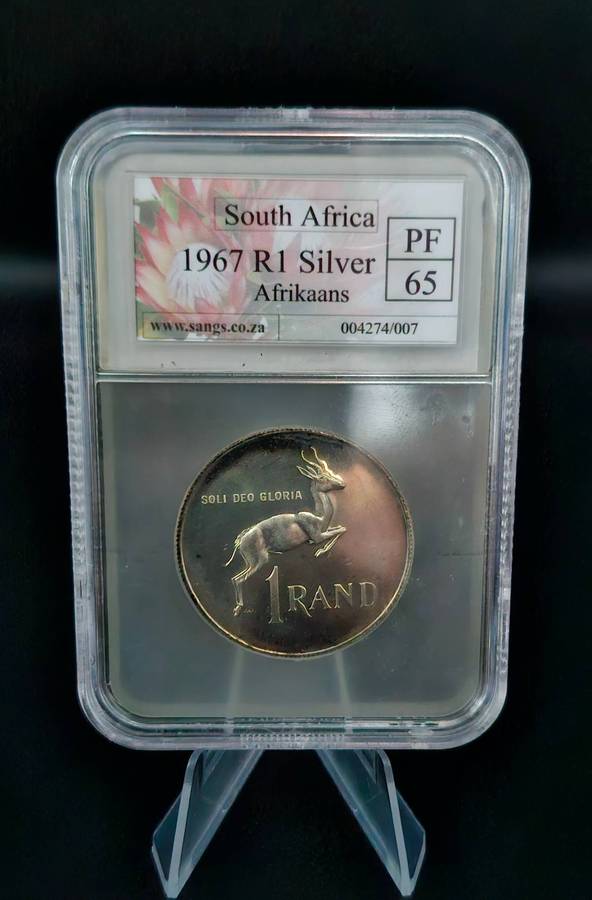 South Africa
1967 R1 Silver
Afrikaans
PF
65
www.sangs.co.za
004274/007
SOLI DEO GLORIA
1 RAND